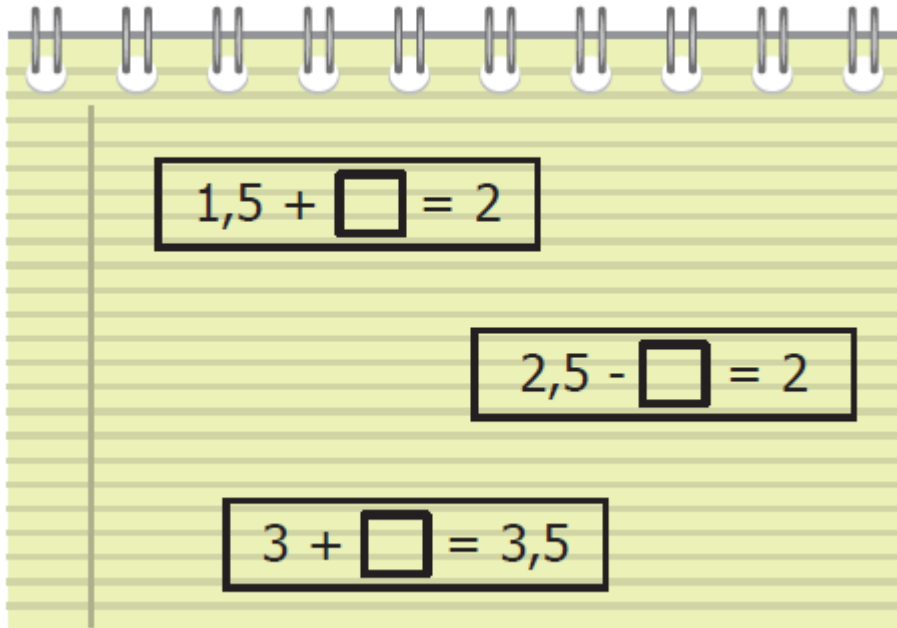 1,5 + □ = 2
2,5 - □ = 2
3 + □ = 3,5